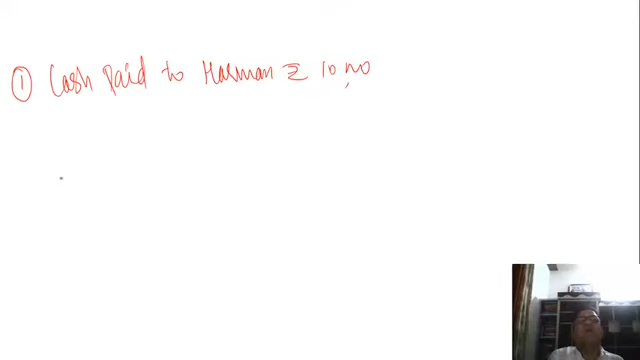 ① Cash Paid to Harman ₹ 10,000